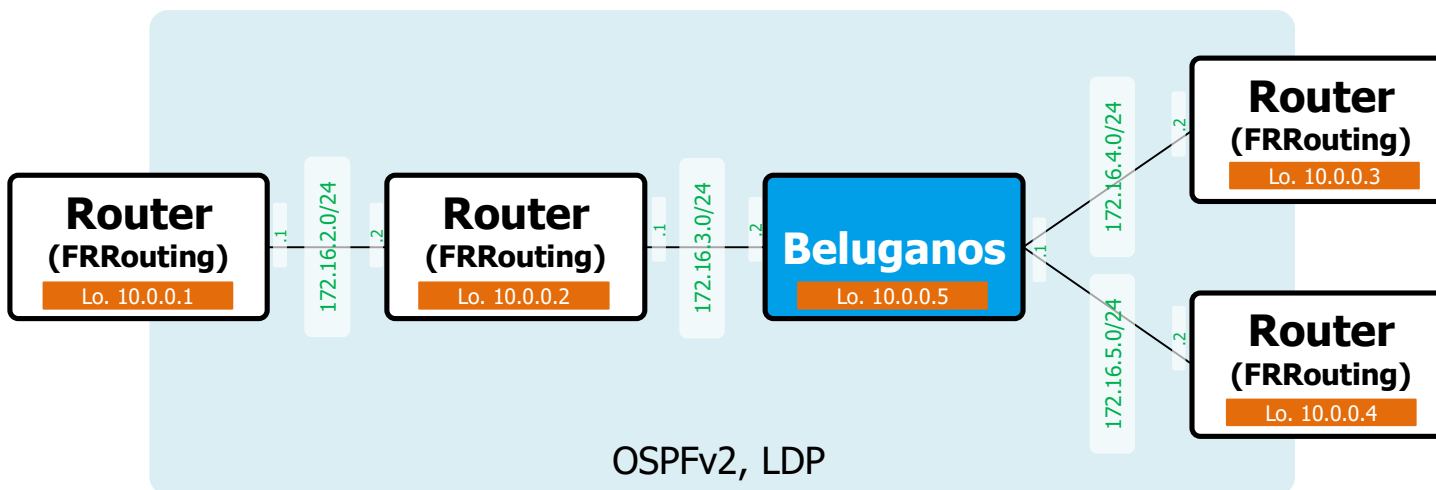 Router
(FRRouting)
Lo. 10.0.0.1
.1
172.16.2.0/24
.2
Router
(FRRouting)
Lo. 10.0.0.2
.1
172.16.3.0/24
.2
Beluganos
Lo. 10.0.0.5
.1
172.16.4.0/24
.2
Router
(FRRouting)
Lo. 10.0.0.3
172.16.5.0/24
.2
Router
(FRRouting)
Lo. 10.0.0.4
OSPFv2, LDP